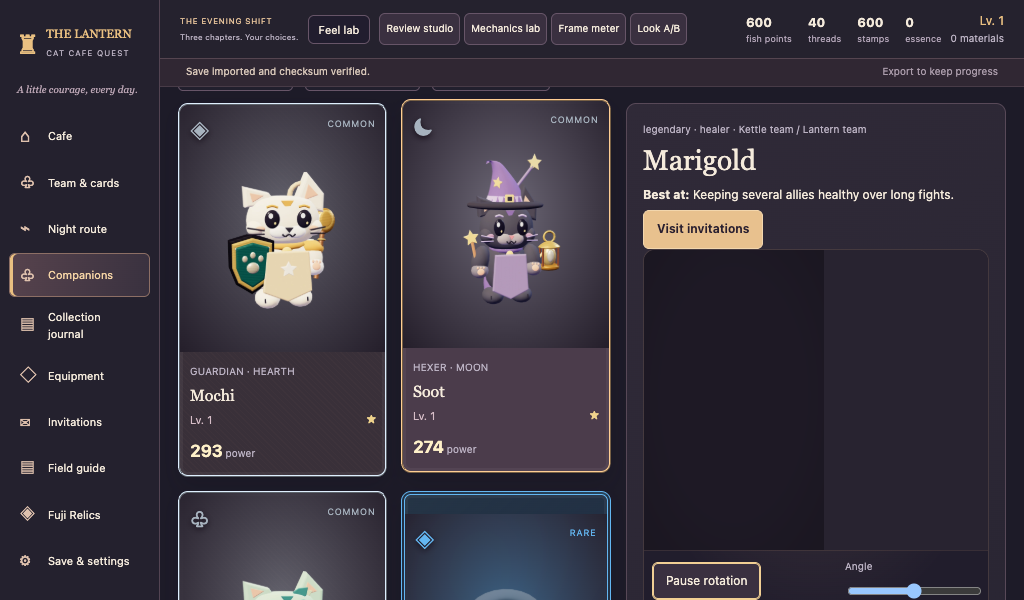 THE LANTERN
CAT CAFE QUEST
A little courage, every day.
Cafe
Team & cards
Night route
Companions
Collection
journal
Equipment
Invitations
Field guide
Fuji Relics
Save & settings
THE EVENING SHIFT
Three chapters. Your choices.
Feel lab
Review studio
Mechanics lab
Frame meter
Look A/B
600
fish points
40
threads
600
stamps
0
essence
Lv. 1
0 materials
Save imported and checksum verified.
Export to keep progress
COMMON
GUARDIAN · HEARTH
Mochi
Lv. 1
293 power
COMMON
HEXER · MOON
Soot
Lv. 1
274 power
COMMON
RARE
legendary · healer · Kettle team / Lantern team
Marigold
Best at: Keeping several allies healthy over long fights.
Visit invitations
Pause rotation
Angle